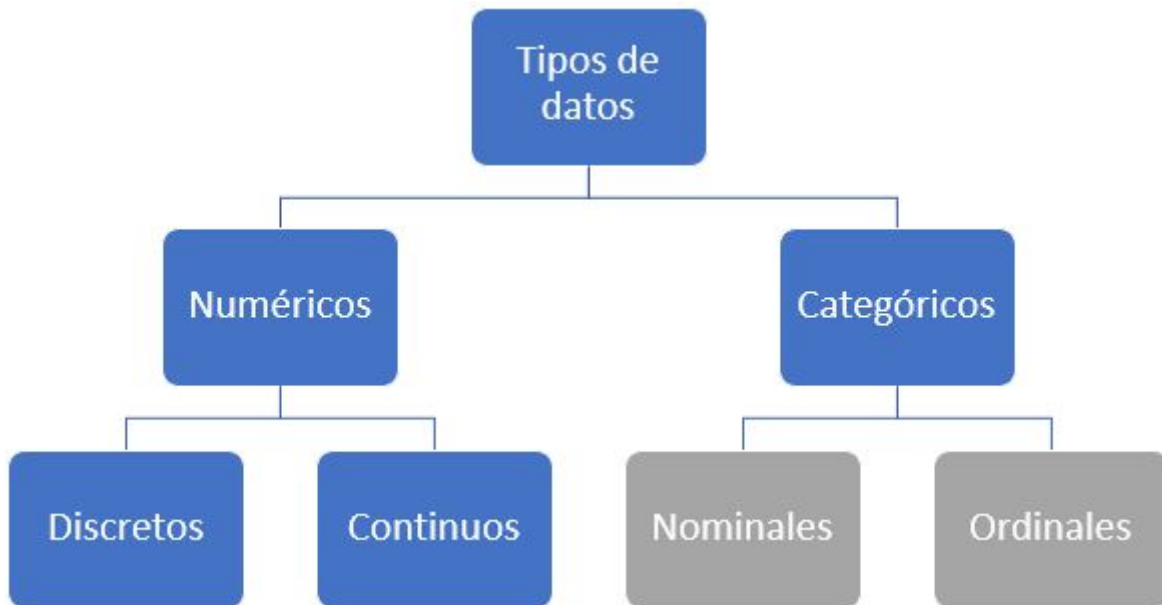 Tipos de
datos
Numéricos
Categóricos
Discretos
Continuos
Nominales
Ordinales